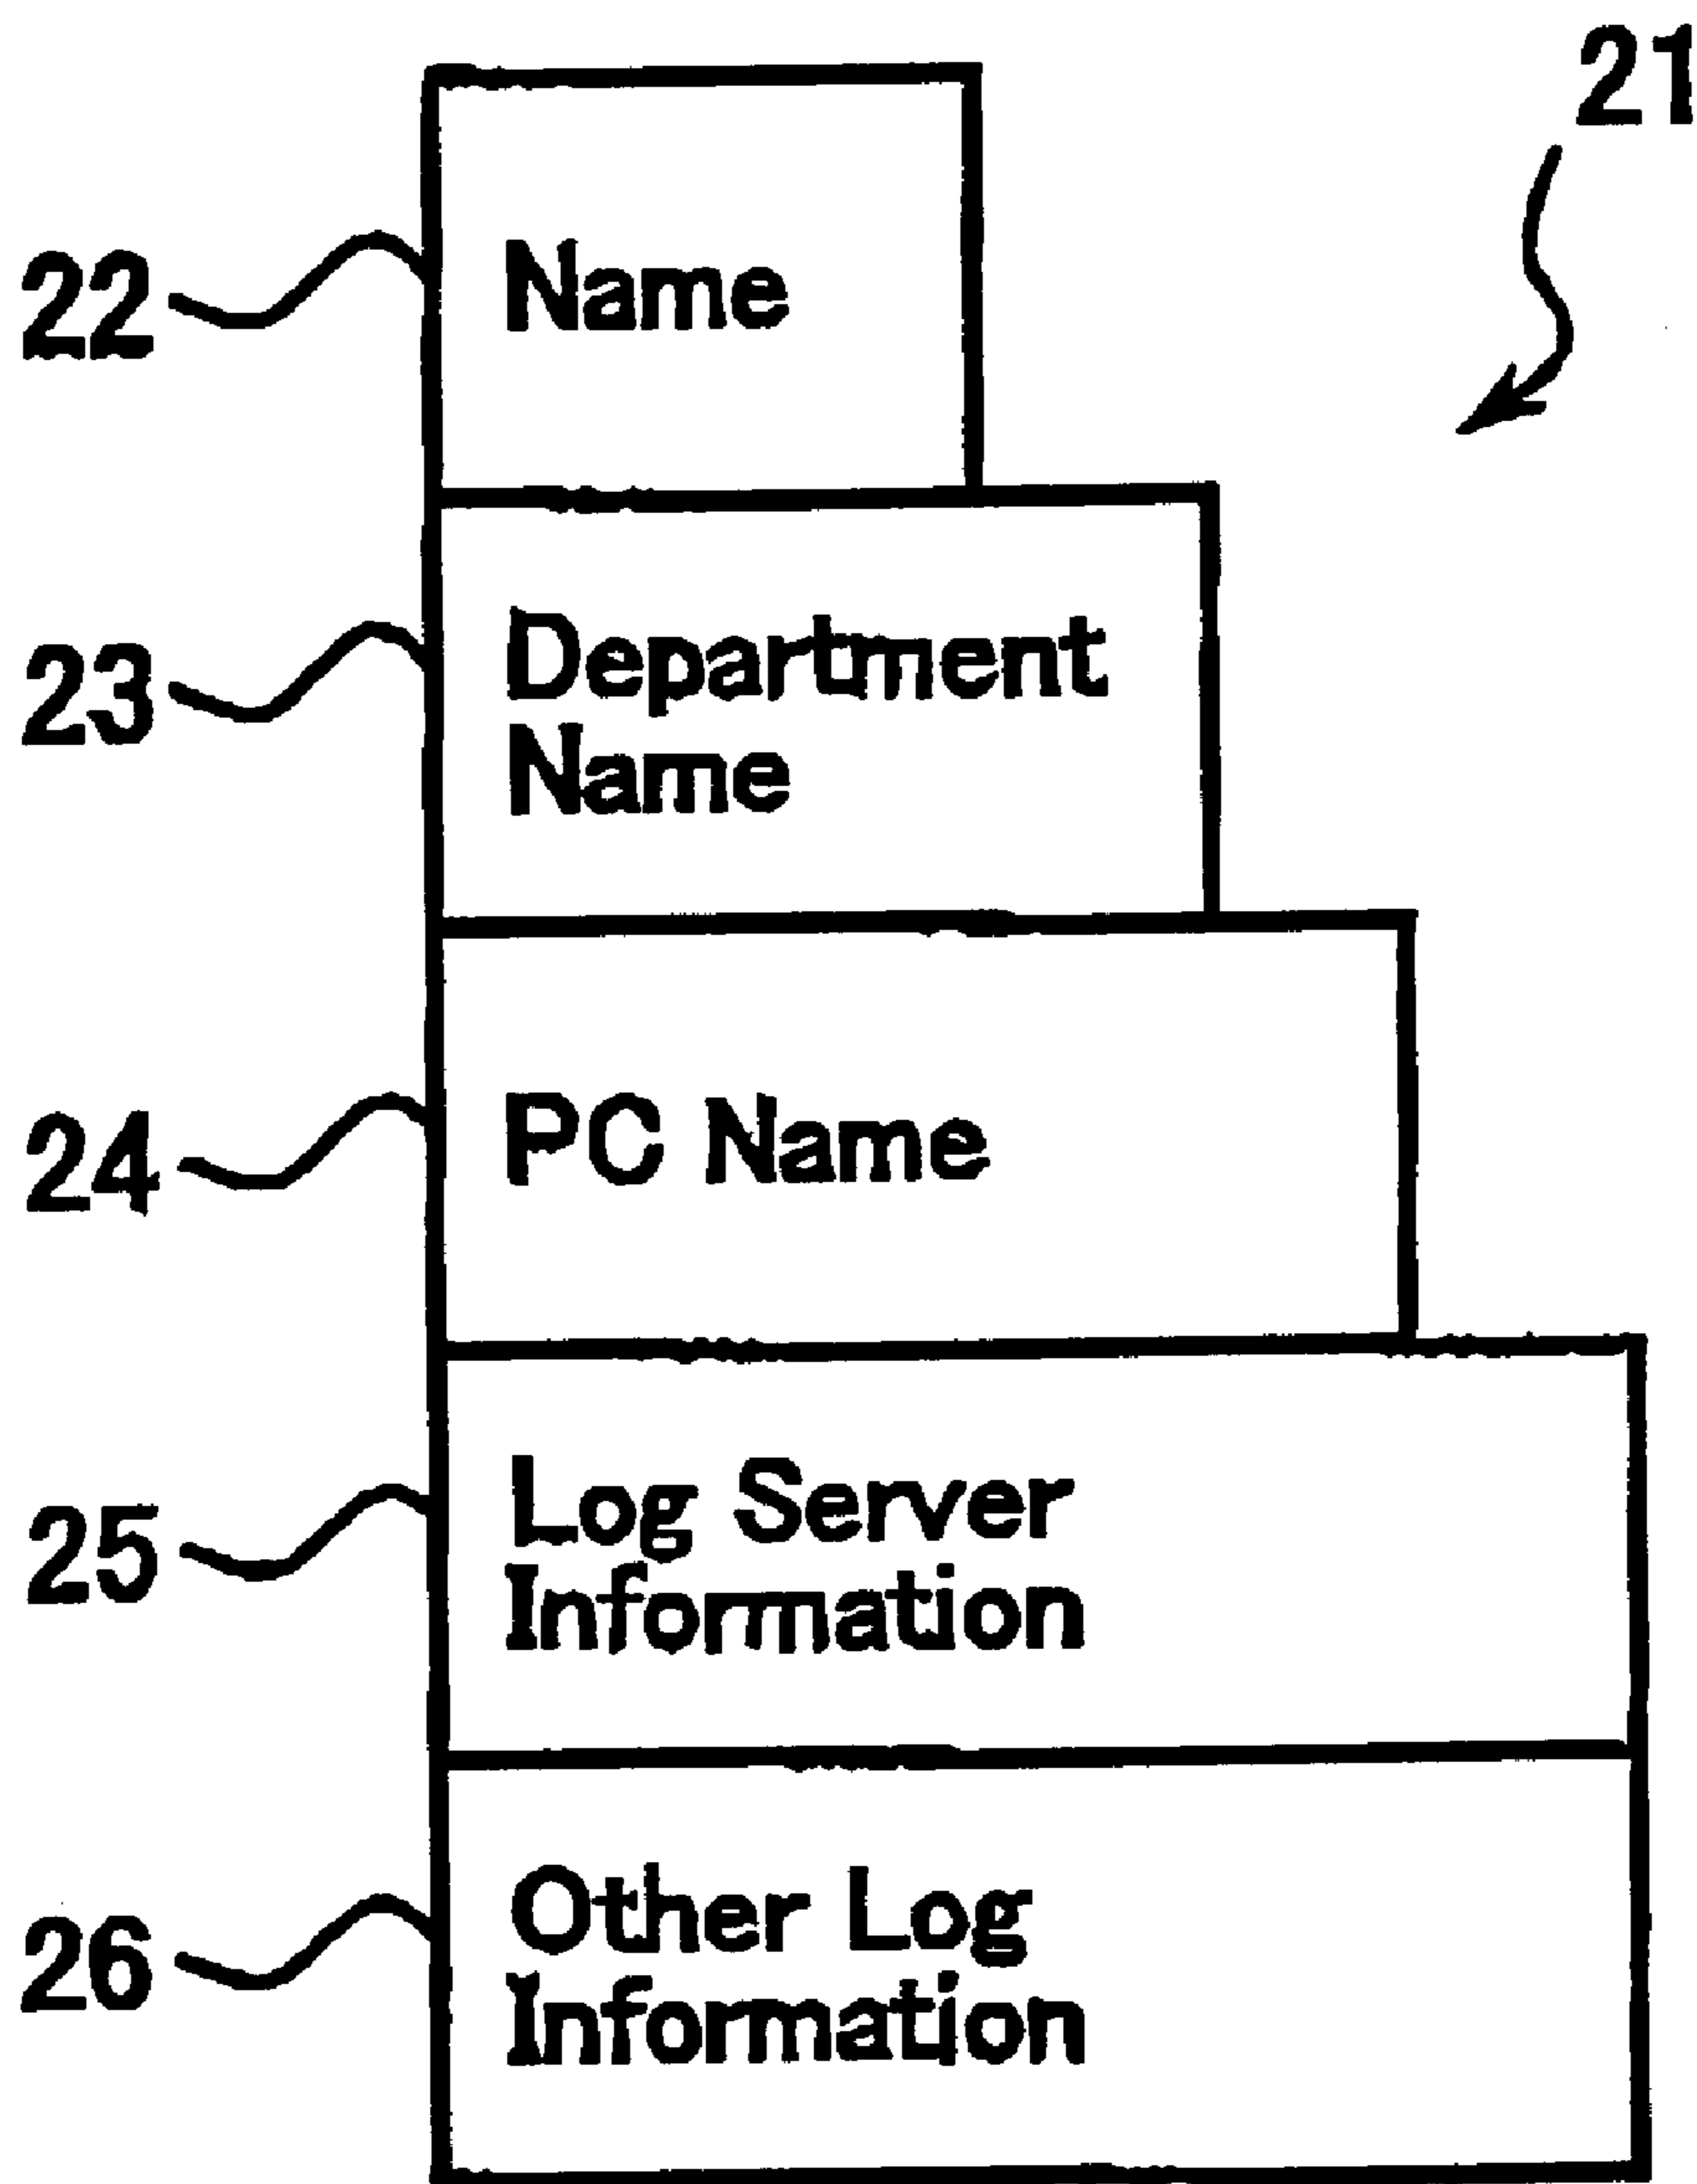 21
22 Name
23 Department
Name
24 PC Name
25 Log Server
Information
26 Other Log
Information